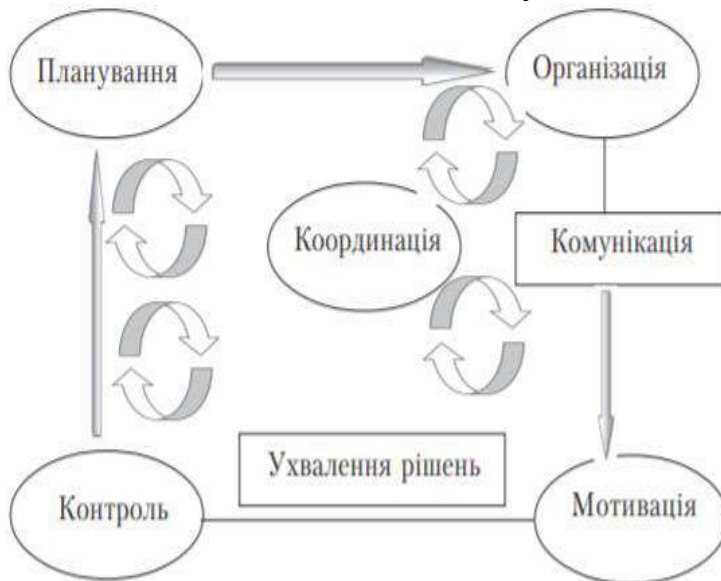 Планування
Організація
Координація
Комунікація
Ухвалення рішень
Контроль
Мотивація